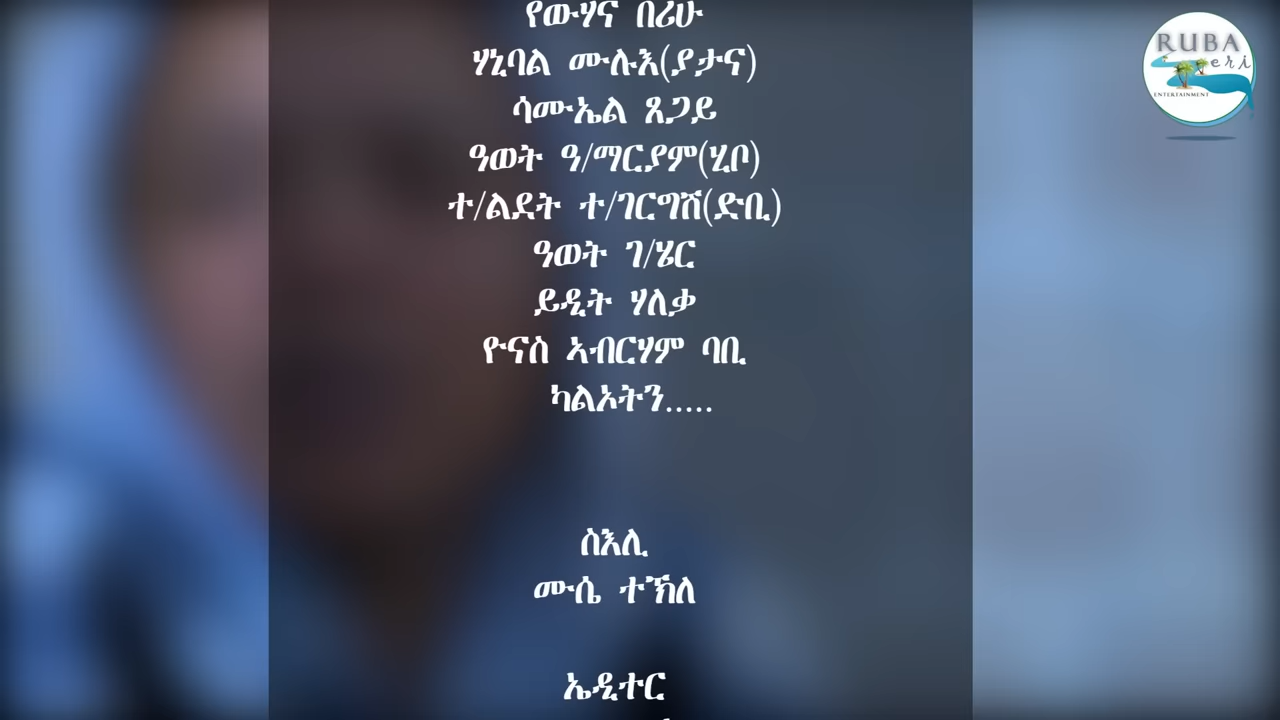 የውሃና በሪሁ
ሃኒባል ሙሉእ(ያታና)
ሳሙኤል ጸጋይ
ዓወት ዓ/ማርያም(ሂቦ)
ተ/ልደት ተ/ገርግሽ(ድቢ)
ዓወት ገ/ሄር
ይዲት ሃለቃ
ዮናስ ኣብርሃም ባቢ
ካልኦትን.....
ስእሊ
ሙሴ ተኽለ
ኤዲተር
RUBA
eri
ENTERTAINMENT